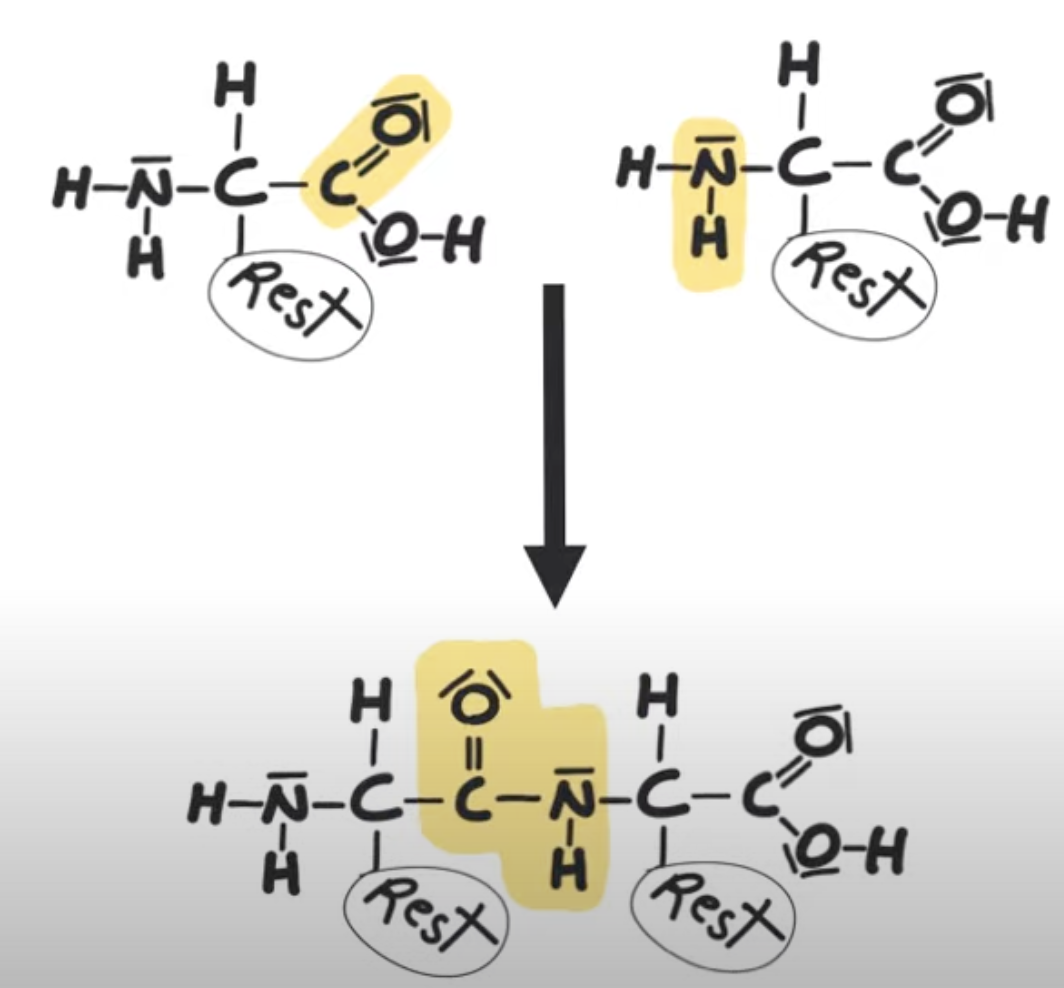 H H
O O
H-N-C-C H-N-C-C
H O-H H O-H
Rest Rest
H O H O
H-N-C-C-N-C-C
H H O-H
Rest Rest